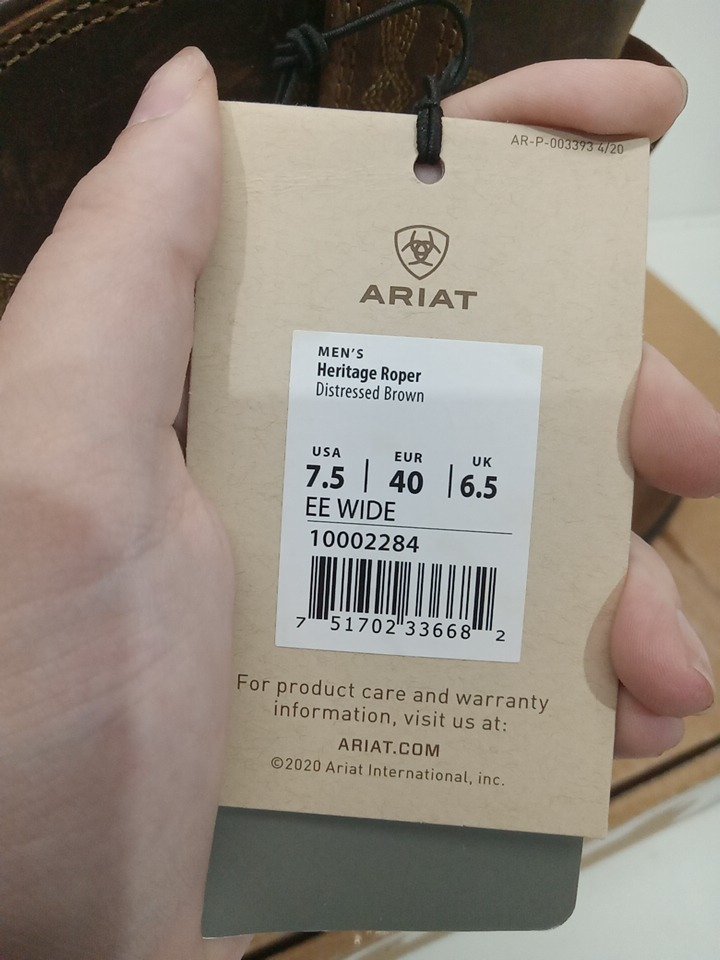 AR-P-003393 4/20
ARIAT
MEN'S
Heritage Roper
Distressed Brown
USA EUR UK
7.5 | 40 | 6.5
EE WIDE
10002284
7 51702 33668 2
For product care and warranty
information, visit us at:
ARIAT.COM
©2020 Ariat International, inc.